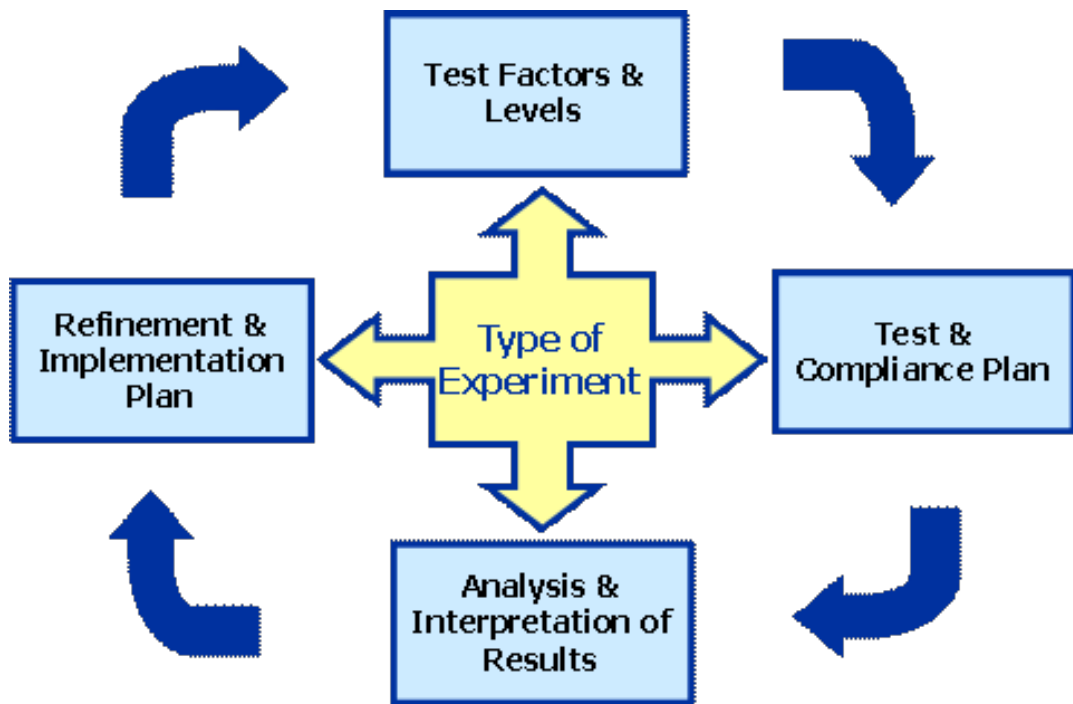 Test Factors &
Levels
Refinement &
Implementation
Plan
Type of
Experiment
Test &
Compliance Plan
Analysis &
Interpretation of
Results